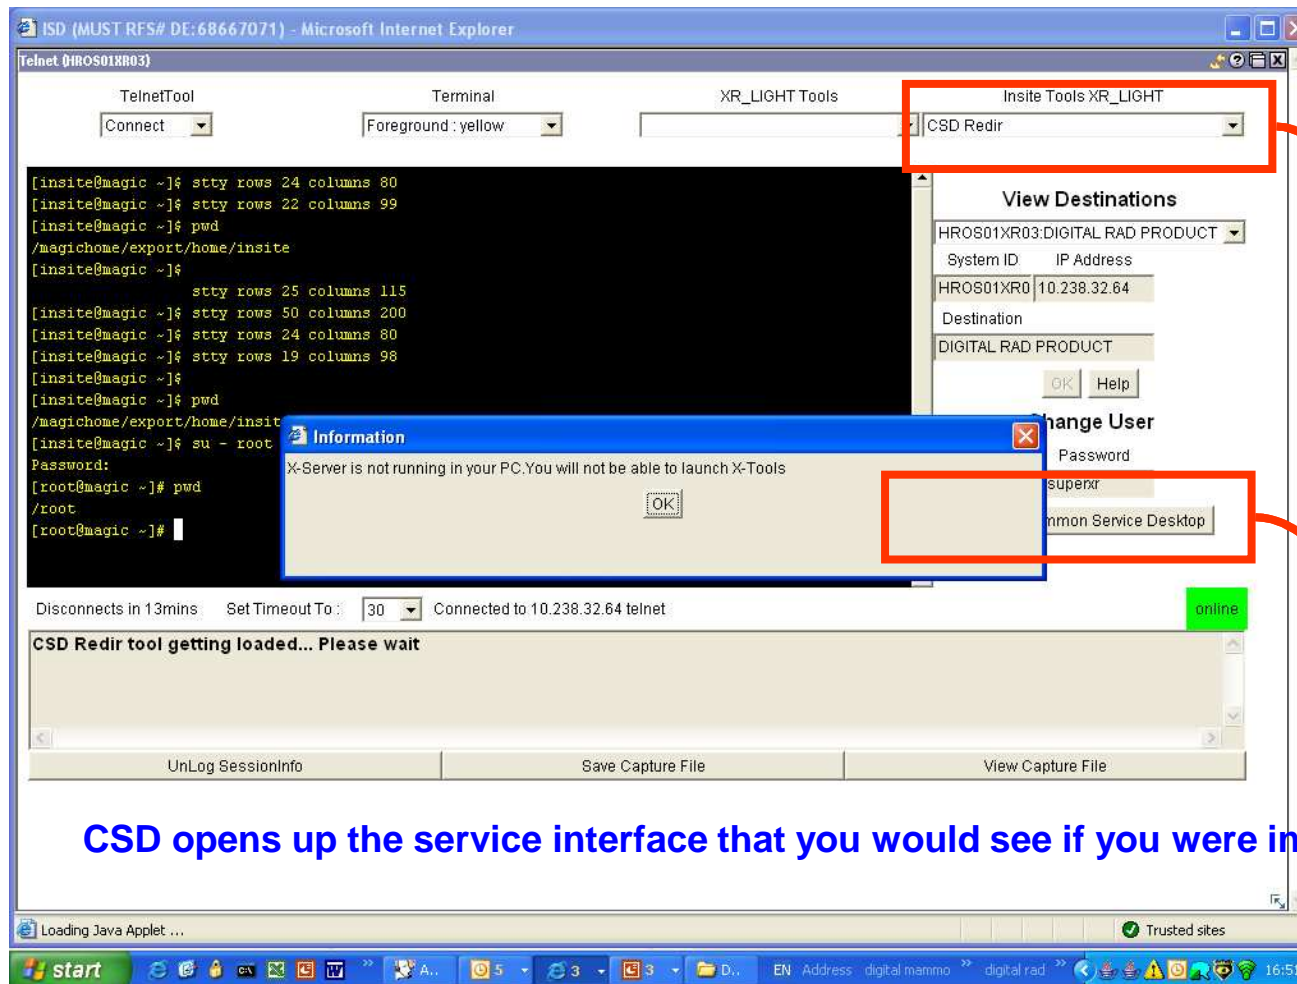 ISD (MUST RFS# DE:68667071) - Microsoft Internet Explorer
Telnet (HROS01XR03)
TelnetTool
Terminal
XR_LIGHT Tools
Insite Tools XR_LIGHT
Connect
Foreground : yellow
CSD Redir
[insite@magic ~]$ stty rows 24 columns 80
[insite@magic ~]$ stty rows 22 columns 99
[insite@magic ~]$ pwd
/magichome/export/home/insite
[insite@magic ~]$
stty rows 25 columns 115
[insite@magic ~]$ stty rows 50 columns 200
[insite@magic ~]$ stty rows 24 columns 80
[insite@magic ~]$ stty rows 19 columns 98
[insite@magic ~]$
[insite@magic ~]$ pwd
/magichome/export/home/insit
[insite@magic ~]$ su - root
Password:
[root@magic ~]# pwd
/root
[root@magic ~]#
View Destinations
HROS01XR03:DIGITAL RAD PRODUCT
System ID IP Address
HROS01XR0 10.238.32.64
Destination
DIGITAL RAD PRODUCT
OK Help
hange User
Password
superxr
mmon Service Desktop
Information
X-Server is not running in your PC.You will not be able to launch X-Tools
OK
Disconnects in 13mins Set Timeout To : 30 Connected to 10.238.32.64 telnet
online
CSD Redir tool getting loaded... Please wait
UnLog SessionInfo
Save Capture File
View Capture File
CSD opens up the service interface that you would see if you were in
Loading Java Applet ...
Trusted sites
start
A..
5
3
3
D..
EN Address digital mammo » digital rad »
16:51